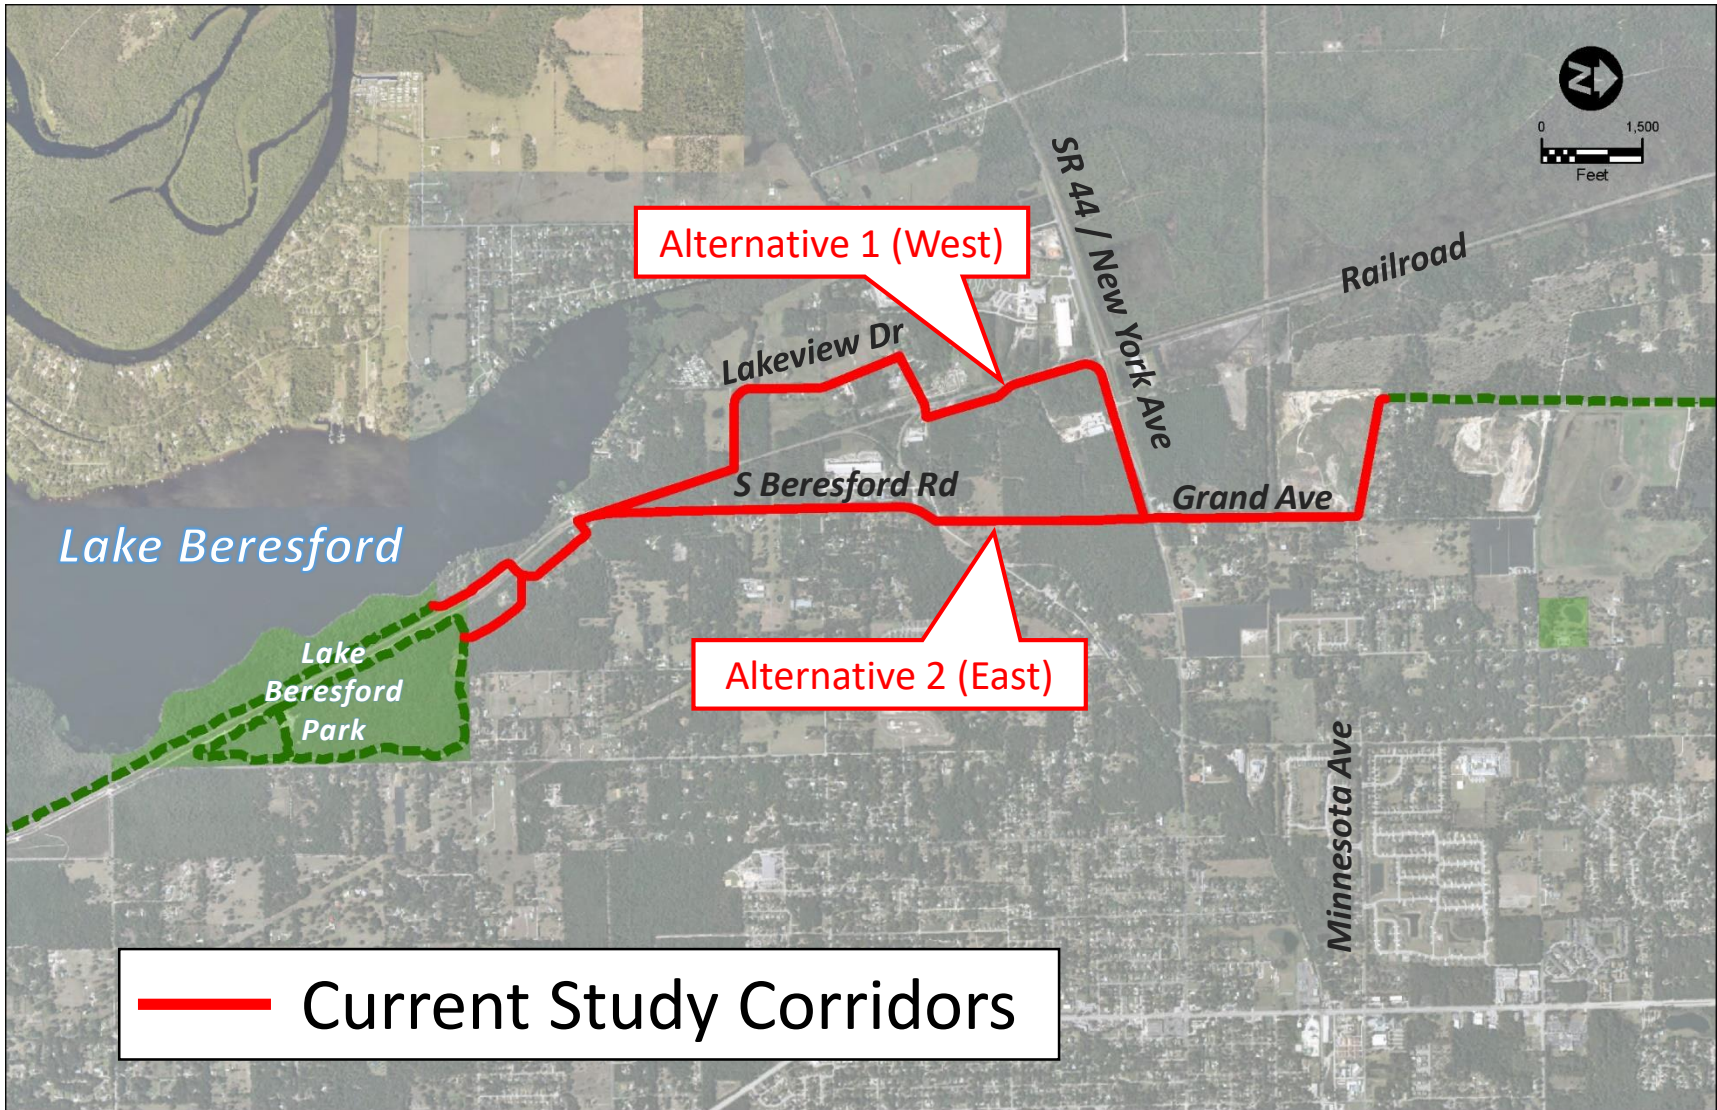 N
0 1,500
Feet
SR 44 / New York Ave
Alternative 1 (West)
Railroad
Lakeview Dr
S Beresford Rd
Grand Ave
Lake Beresford
Lake
Beresford
Park
Alternative 2 (East)
Minnesota Ave
Current Study Corridors